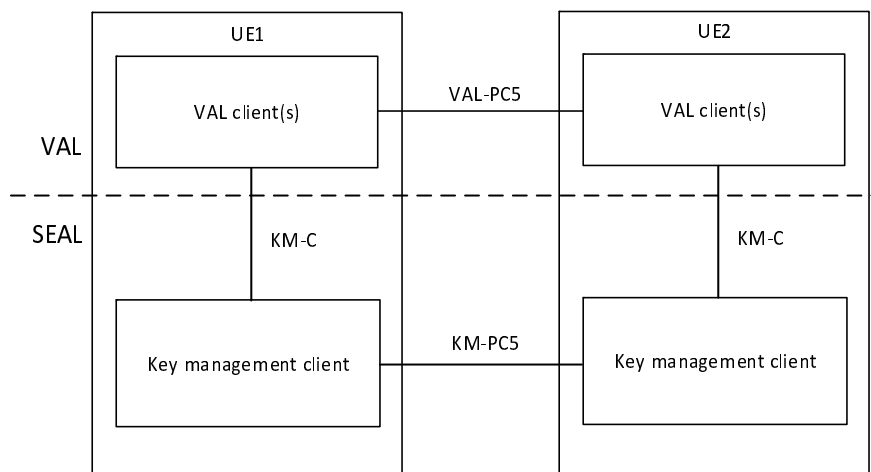 UE1
UE2
VAL client(s)
VAL-PC5
VAL client(s)
VAL
SEAL
KM-C
KM-C
Key management client
KM-PC5
Key management client